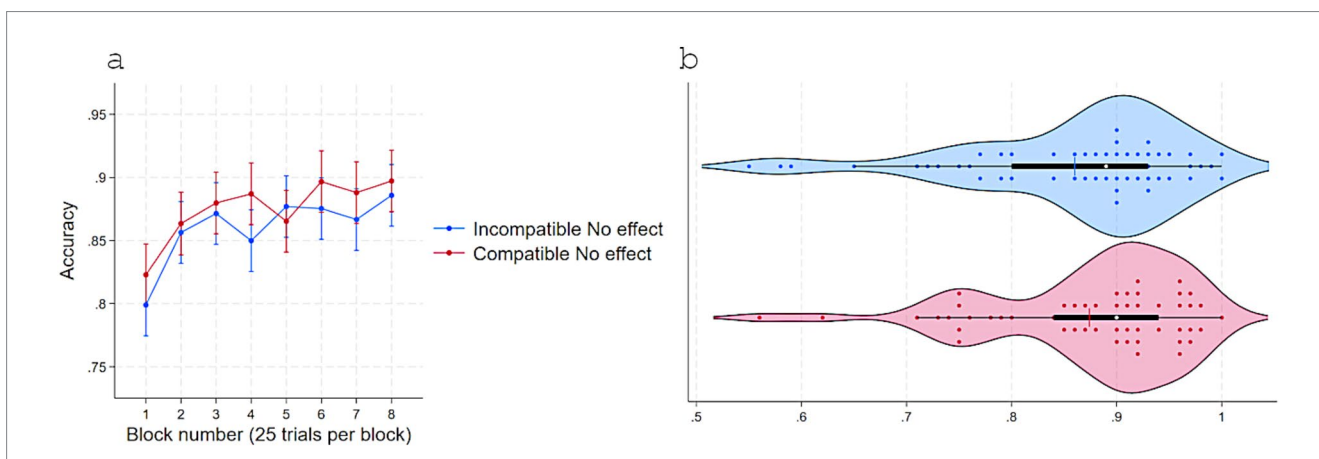 a
b
.95
.9
.85
.8
.75
Accuracy
1 2 3 4 5 6 7 8
Block number (25 trials per block)
Incompatible No effect
Compatible No effect
.5 .6 .7 .8 .9 1